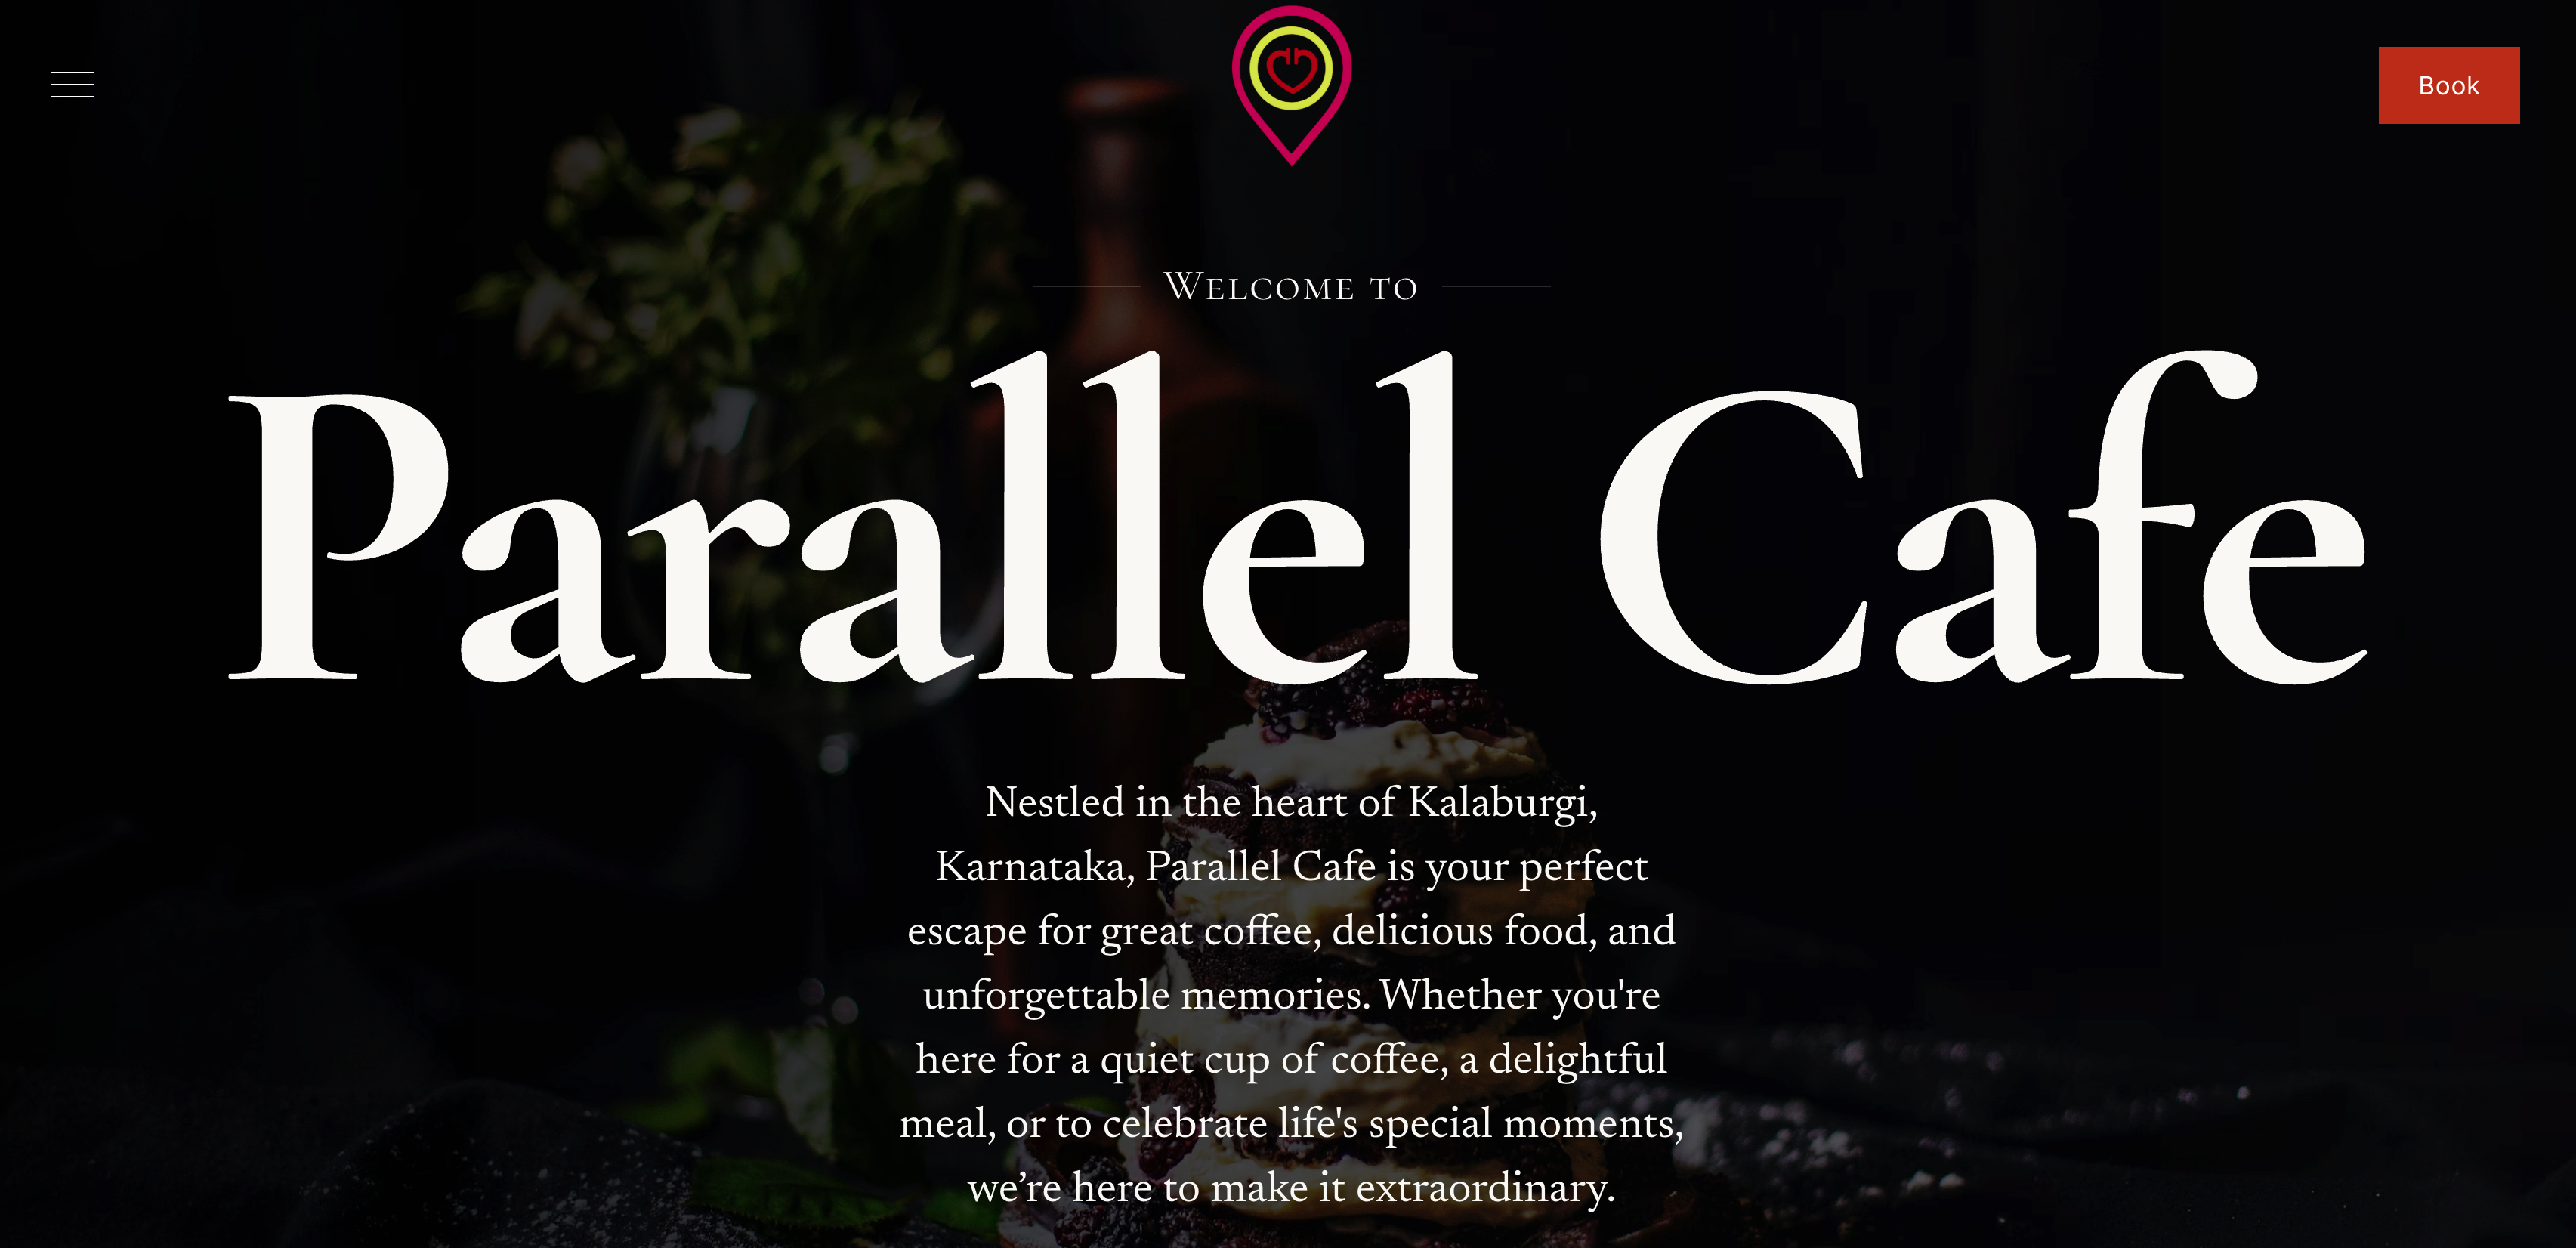 Book
Welcome to
Parallel Cafe
Nestled in the heart of Kalaburgi,
Karnataka, Parallel Cafe is your perfect
escape for great coffee, delicious food, and
unforgettable memories. Whether you're
here for a quiet cup of coffee, a delightful
meal, or to celebrate life's special moments,
we’re here to make it extraordinary.